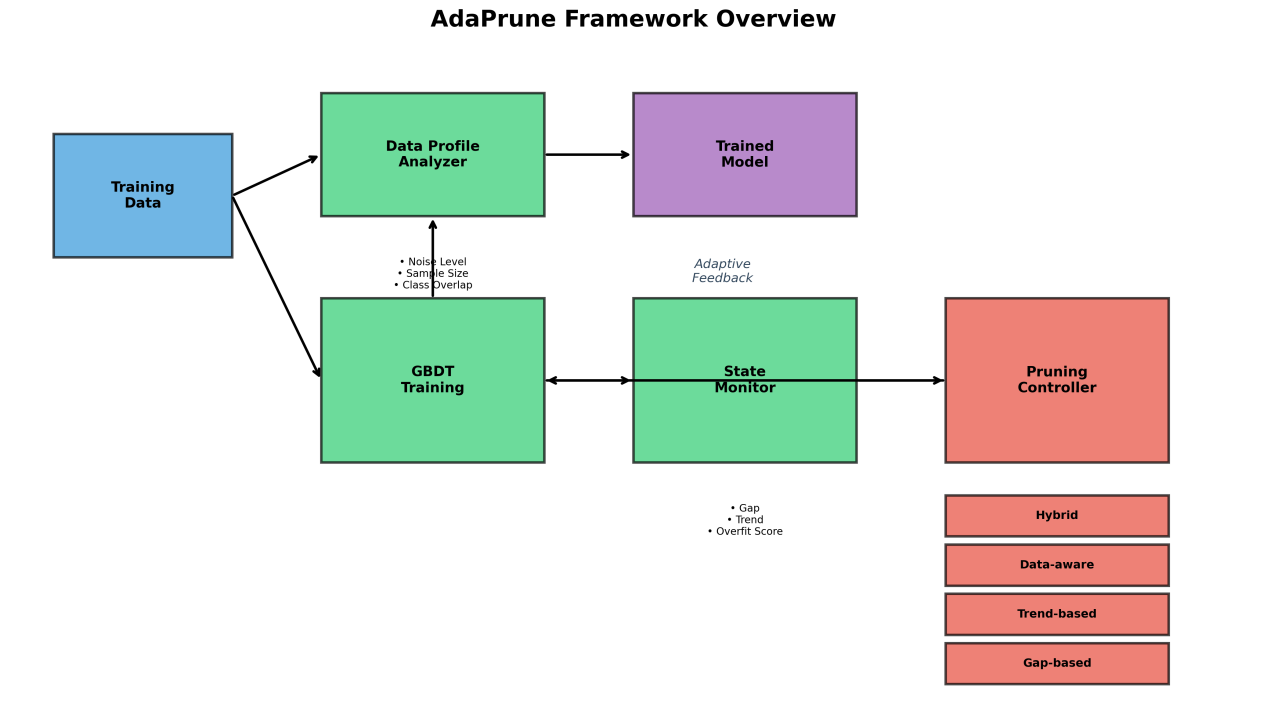 AdaPrune Framework Overview
Training
Data
Data Profile
Analyzer
Trained
Model
• Noise Level
• Sample Size
• Class Overlap
Adaptive
Feedback
GBDT
Training
State
Monitor
Pruning
Controller
• Gap
• Trend
• Overfit Score
Hybrid
Data-aware
Trend-based
Gap-based